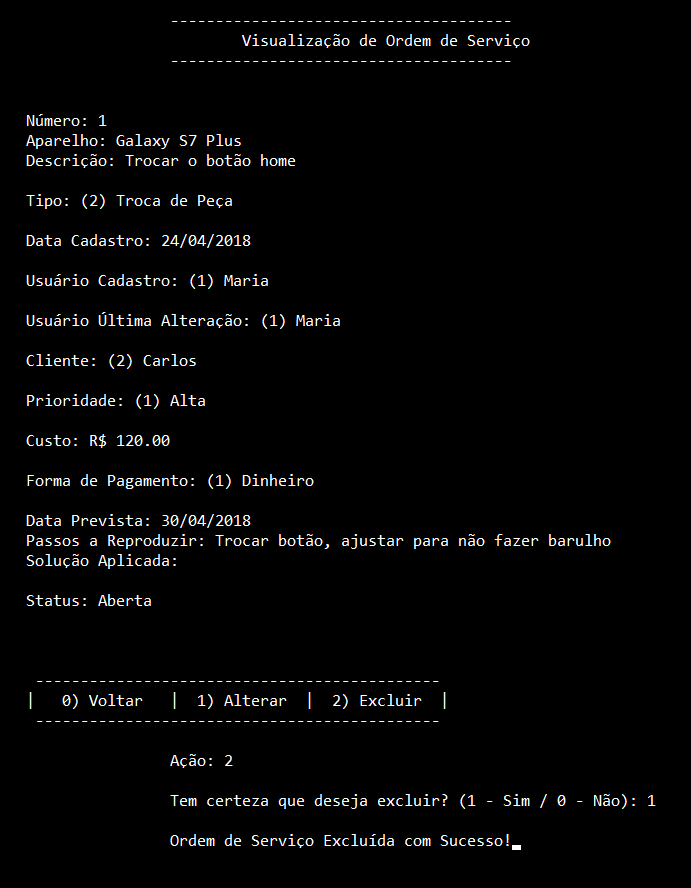 --------------------------------------
Visualização de Ordem de Serviço
--------------------------------------
Número: 1
Aparelho: Galaxy S7 Plus
Descrição: Trocar o botão home
Tipo: (2) Troca de Peça
Data Cadastro: 24/04/2018
Usuário Cadastro: (1) Maria
Usuário Última Alteração: (1) Maria
Cliente: (2) Carlos
Prioridade: (1) Alta
Custo: R$ 120.00
Forma de Pagamento: (1) Dinheiro
Data Prevista: 30/04/2018
Passos a Reproduzir: Trocar botão, ajustar para não fazer barulho
Solução Aplicada:
Status: Aberta
---------------------------------------------
|   0) Voltar   |  1) Alterar  |  2) Excluir  |
---------------------------------------------
Ação: 2
Tem certeza que deseja excluir? (1 - Sim / 0 - Não): 1
Ordem de Serviço Excluída com Sucesso!